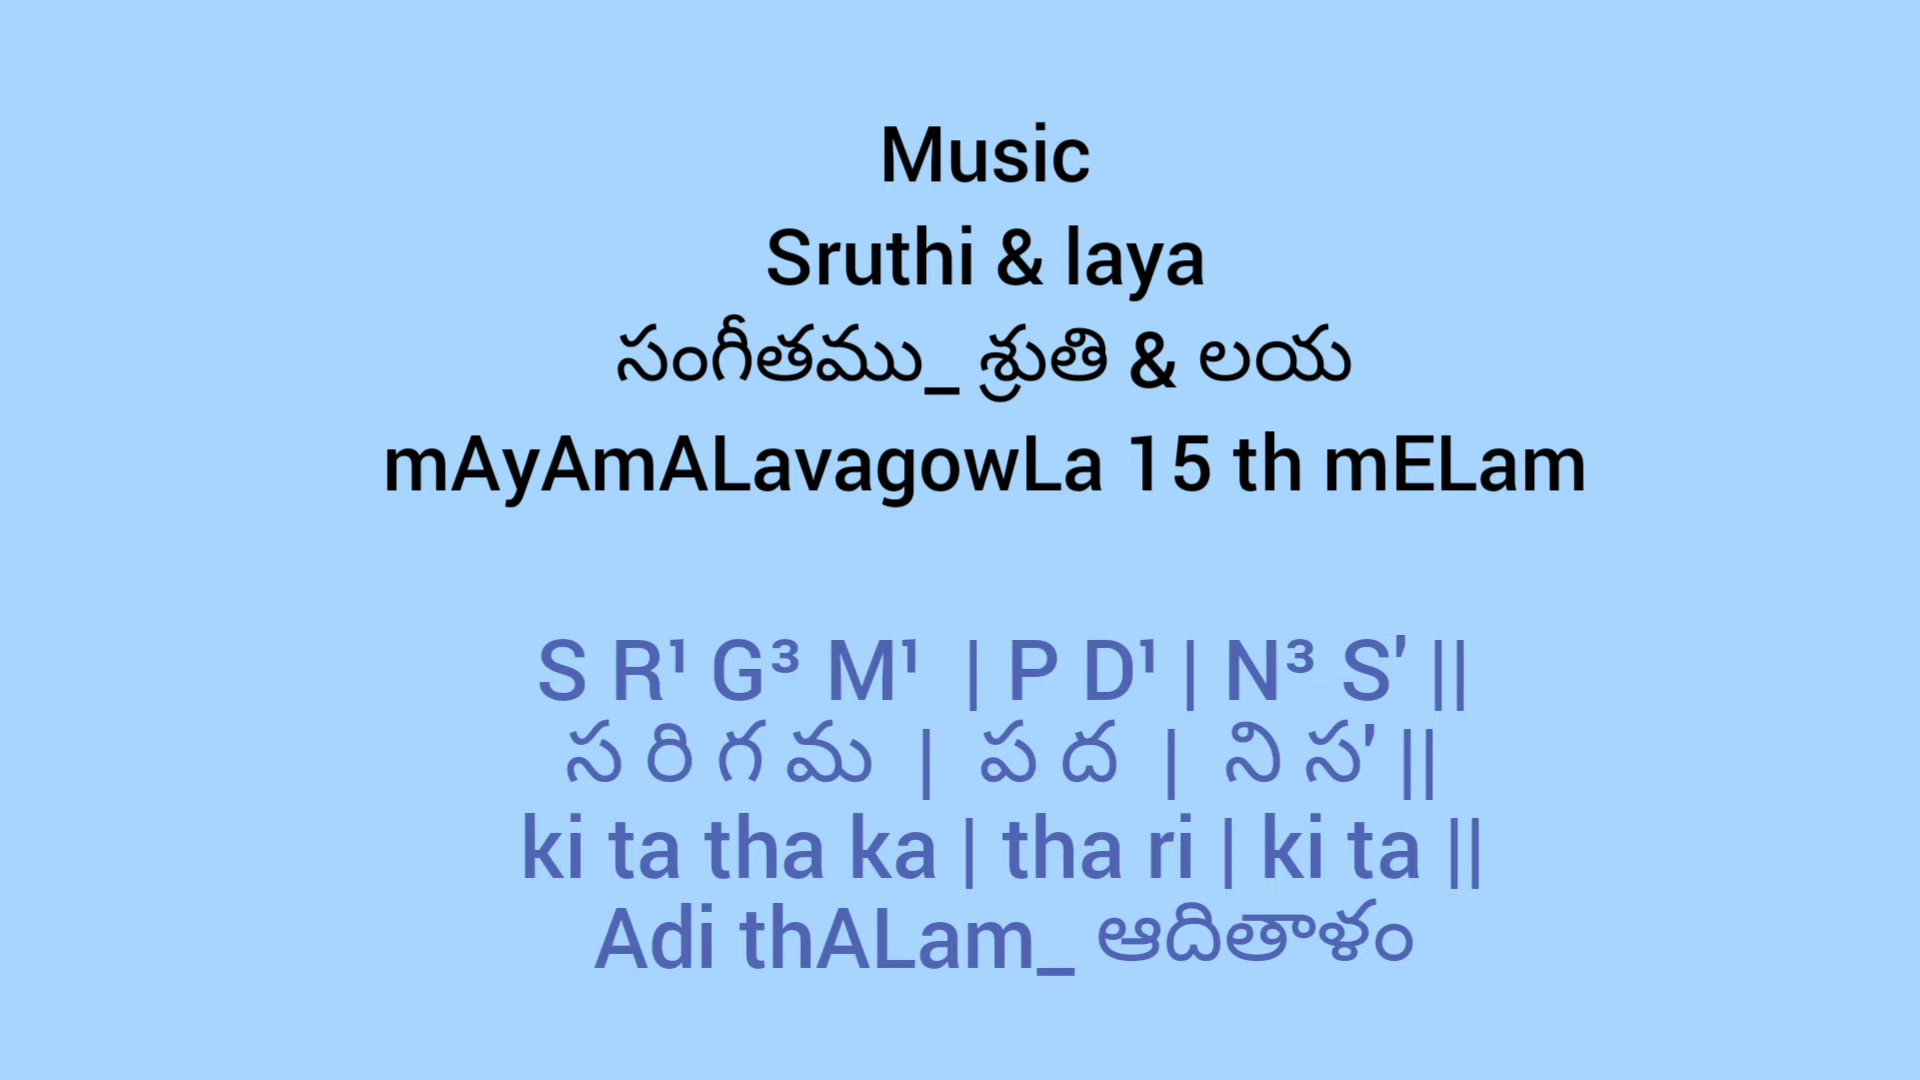 Music
Sruthi & laya
సంగీతము_ శ్రుతి & లయ
mAyAmALavagowLa 15 th mELam
S R¹ G³ M¹ | P D¹ | N³ S' ||
స రి గ మ | ప ద | ని స' ||
ki ta tha ka | tha ri | ki ta ||
Adi thALam_ ఆదితాళం